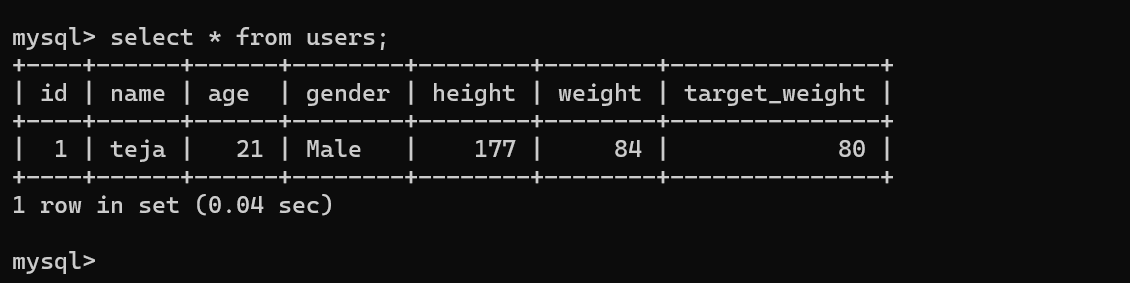 mysql> select * from users;
+----+------+------+--------+--------+--------+---------------+
| id | name | age  | gender | height | weight | target_weight |
+----+------+------+--------+--------+--------+---------------+
|  1 | teja |   21 | Male   |    177 |     84 |            80 |
+----+------+------+--------+--------+--------+---------------+
1 row in set (0.04 sec)
mysql>